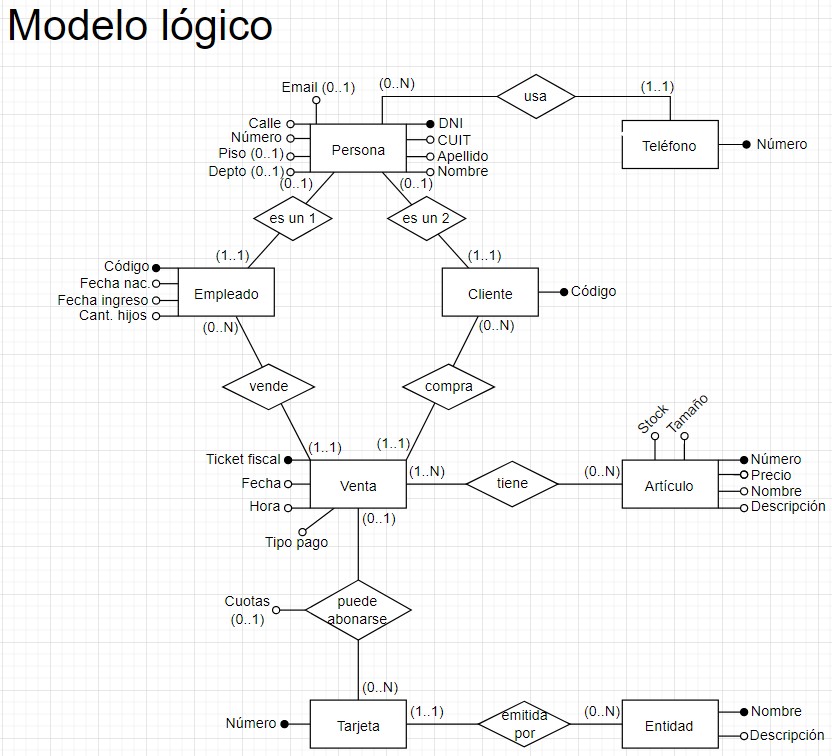 Modelo lógico
Email (0..1)
(0..N)
usa
(1..1)
Calle
DNI
Número
CUIT
Persona
Teléfono
Número
Piso (0..1)
Apellido
Depto (0..1)
Nombre
(0..1)
(0..1)
es un 1
es un 2
(1..1)
(1..1)
Código
Fecha nac.
Empleado
Cliente
Código
Fecha ingreso
Cant. hijos
(0..N)
(0..N)
vende
compra
Stock
Tamaño
(1..1)
(1..1)
Ticket fiscal
(1..N)
(0..N)
Número
Fecha
Venta
tiene
Artículo
Precio
Nombre
Hora
Descripción
(0..1)
Tipo pago
Cuotas
(0..1)
puede
abonarse
(0..N)
(1..1)
(0..N)
Número
Tarjeta
emitida
por
Entidad
Nombre
Descripción